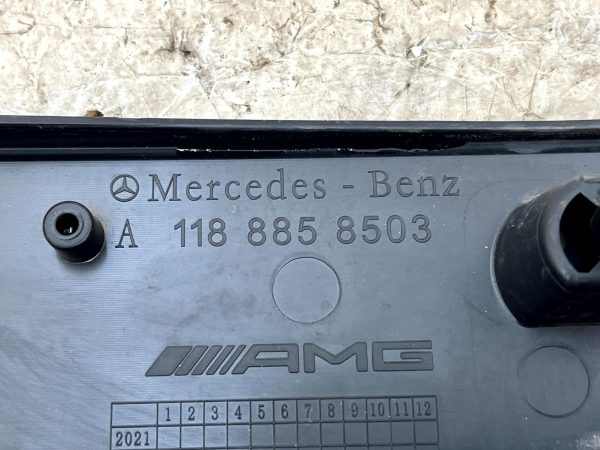 Mercedes - Benz
A 118 885 8503
AMG
1 2 3 4 5 6 7 8 9 10 11 12
2021